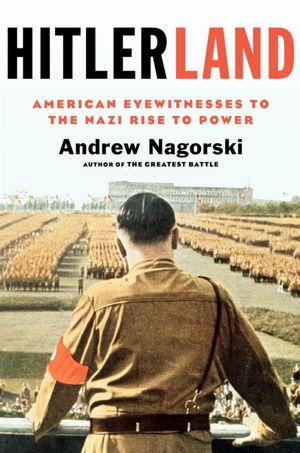 HITLERLAND
AMERICAN EYEWITNESSES TO
THE NAZI RISE TO POWER
Andrew Nagorski
AUTHOR OF THE GREATEST BATTLE